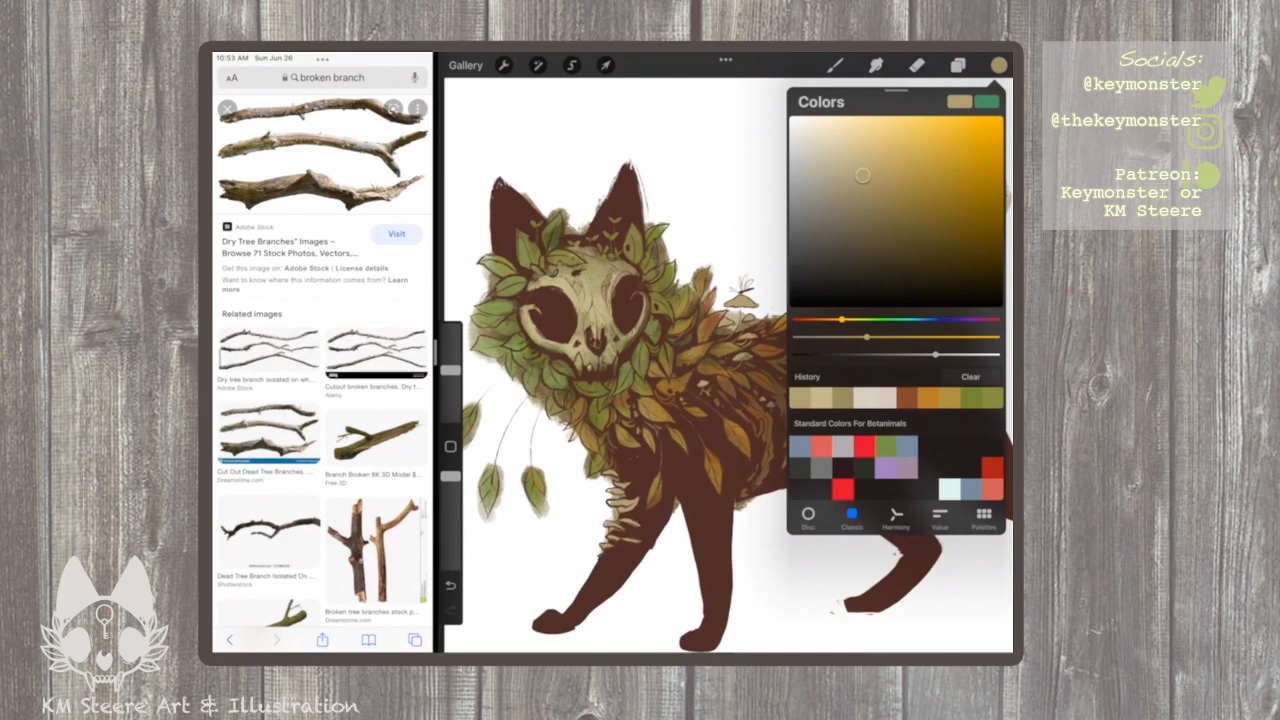 10:53 AM Sun Jun 26
AA broken branch
Adobe Stock
Dry Tree Branches" Images –
Browse 71 Stock Photos, Vectors,...
Visit
Get this image on: Adobe Stock | License details
Want to know where this information comes from? Learn
more
Related images
Dry tree branch isolated on wh...
Adobe Stock
Cutout broken branches. Dry t...
Alamy
Cut Out Dead Tree Branches. ...
Dreamstime.com
Branch Broken 8K 3D Model $...
Free 3D
Dead Tree Branch Isolated On ...
Shutterstock
Broken tree branches stock p...
Dreamstime.com
Gallery
Colors
History
Clear
Standard Colors For Botanimals
Disc
Classic
Harmony
Value
Palettes
Socials:
@keymonster
@thekeymonster
Patreon:
Keymonster or
KM Steere
KM Steere Art & Illustration